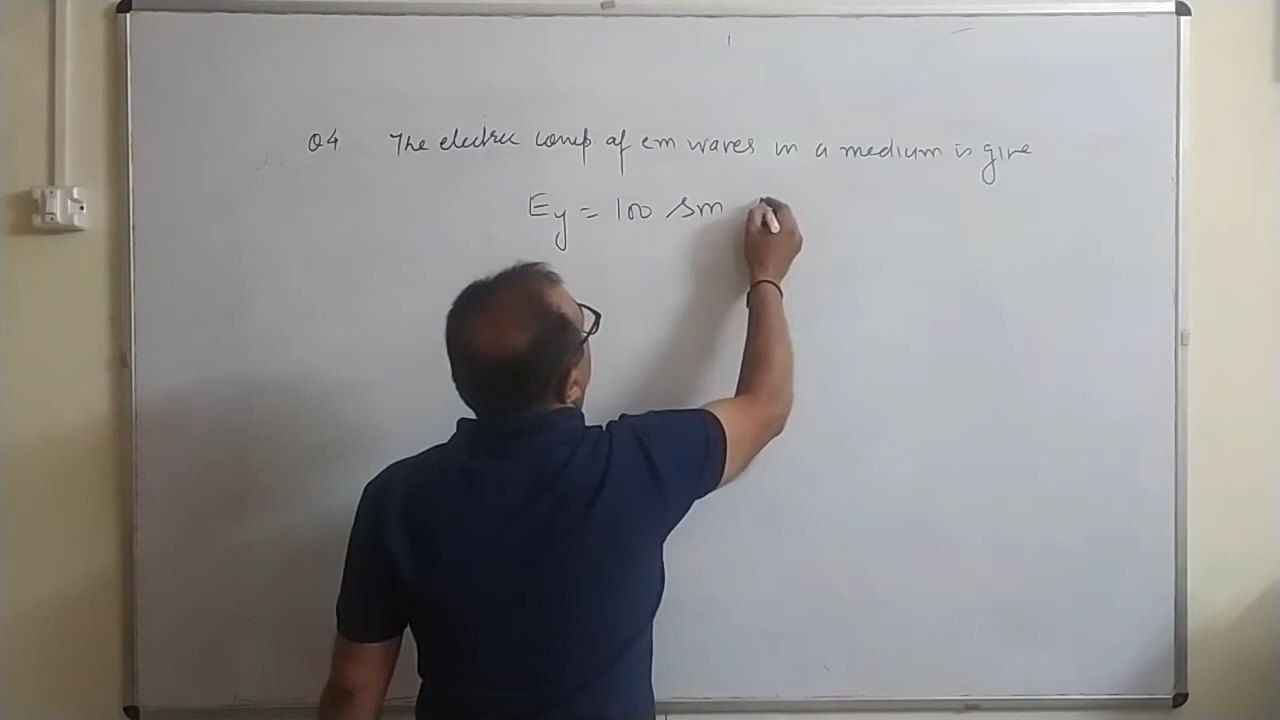 Q4 The electric comp. of em waves in a medium is give
Ey = 100 sin